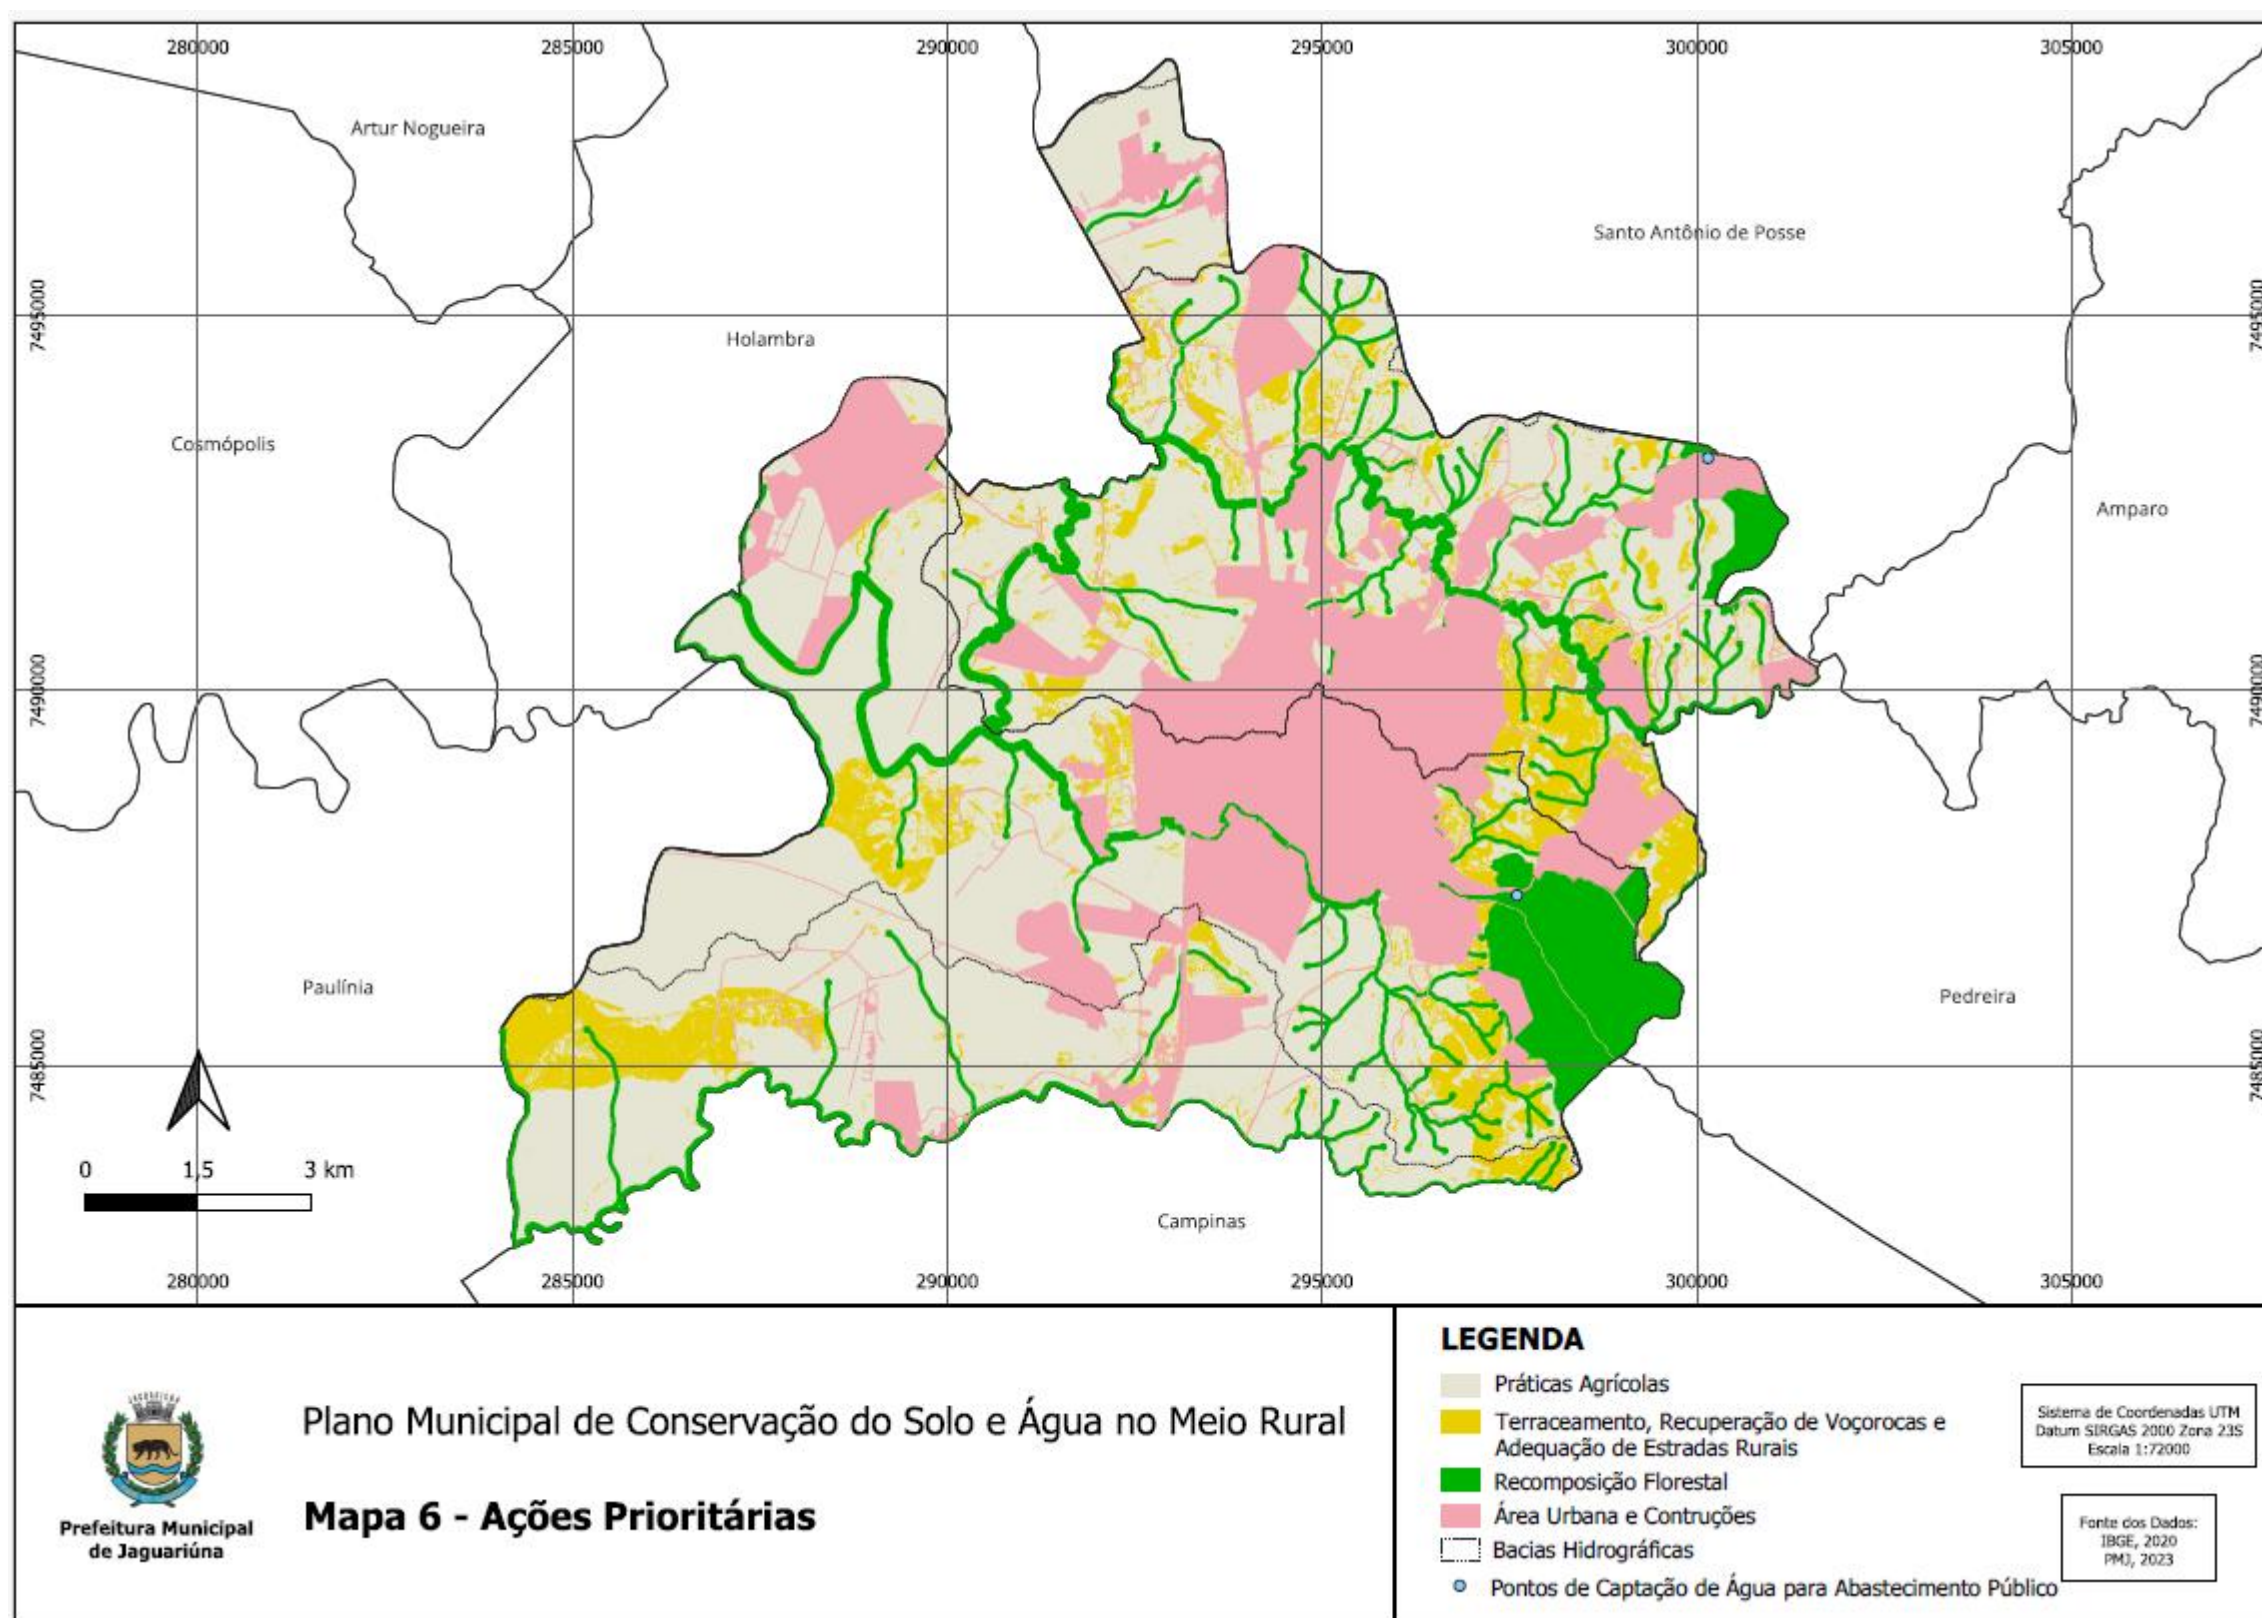 280000
285000
290000
295000
300000
305000
Artur Nogueira
Santo Antônio de Posse
7495000
7495000
Holambra
Cosmópolis
Amparo
7490000
7490000
Paulínia
Pedreira
7485000
7485000
0 1,5 3 km
Campinas
280000
285000
290000
295000
300000
305000
Prefeitura Municipal
de Jaguariúna
Plano Municipal de Conservação do Solo e Água no Meio Rural
Mapa 6 - Ações Prioritárias
LEGENDA
Práticas Agrícolas
Terraceamento, Recuperação de Voçorocas e
Adequação de Estradas Rurais
Recomposição Florestal
Área Urbana e Contruções
Bacias Hidrográficas
Pontos de Captação de Água para Abastecimento Público
Sistema de Coordenadas UTM
Datum SIRGAS 2000 Zona 23S
Escala 1:72000
Fonte dos Dados:
IBGE, 2020
PMJ, 2023